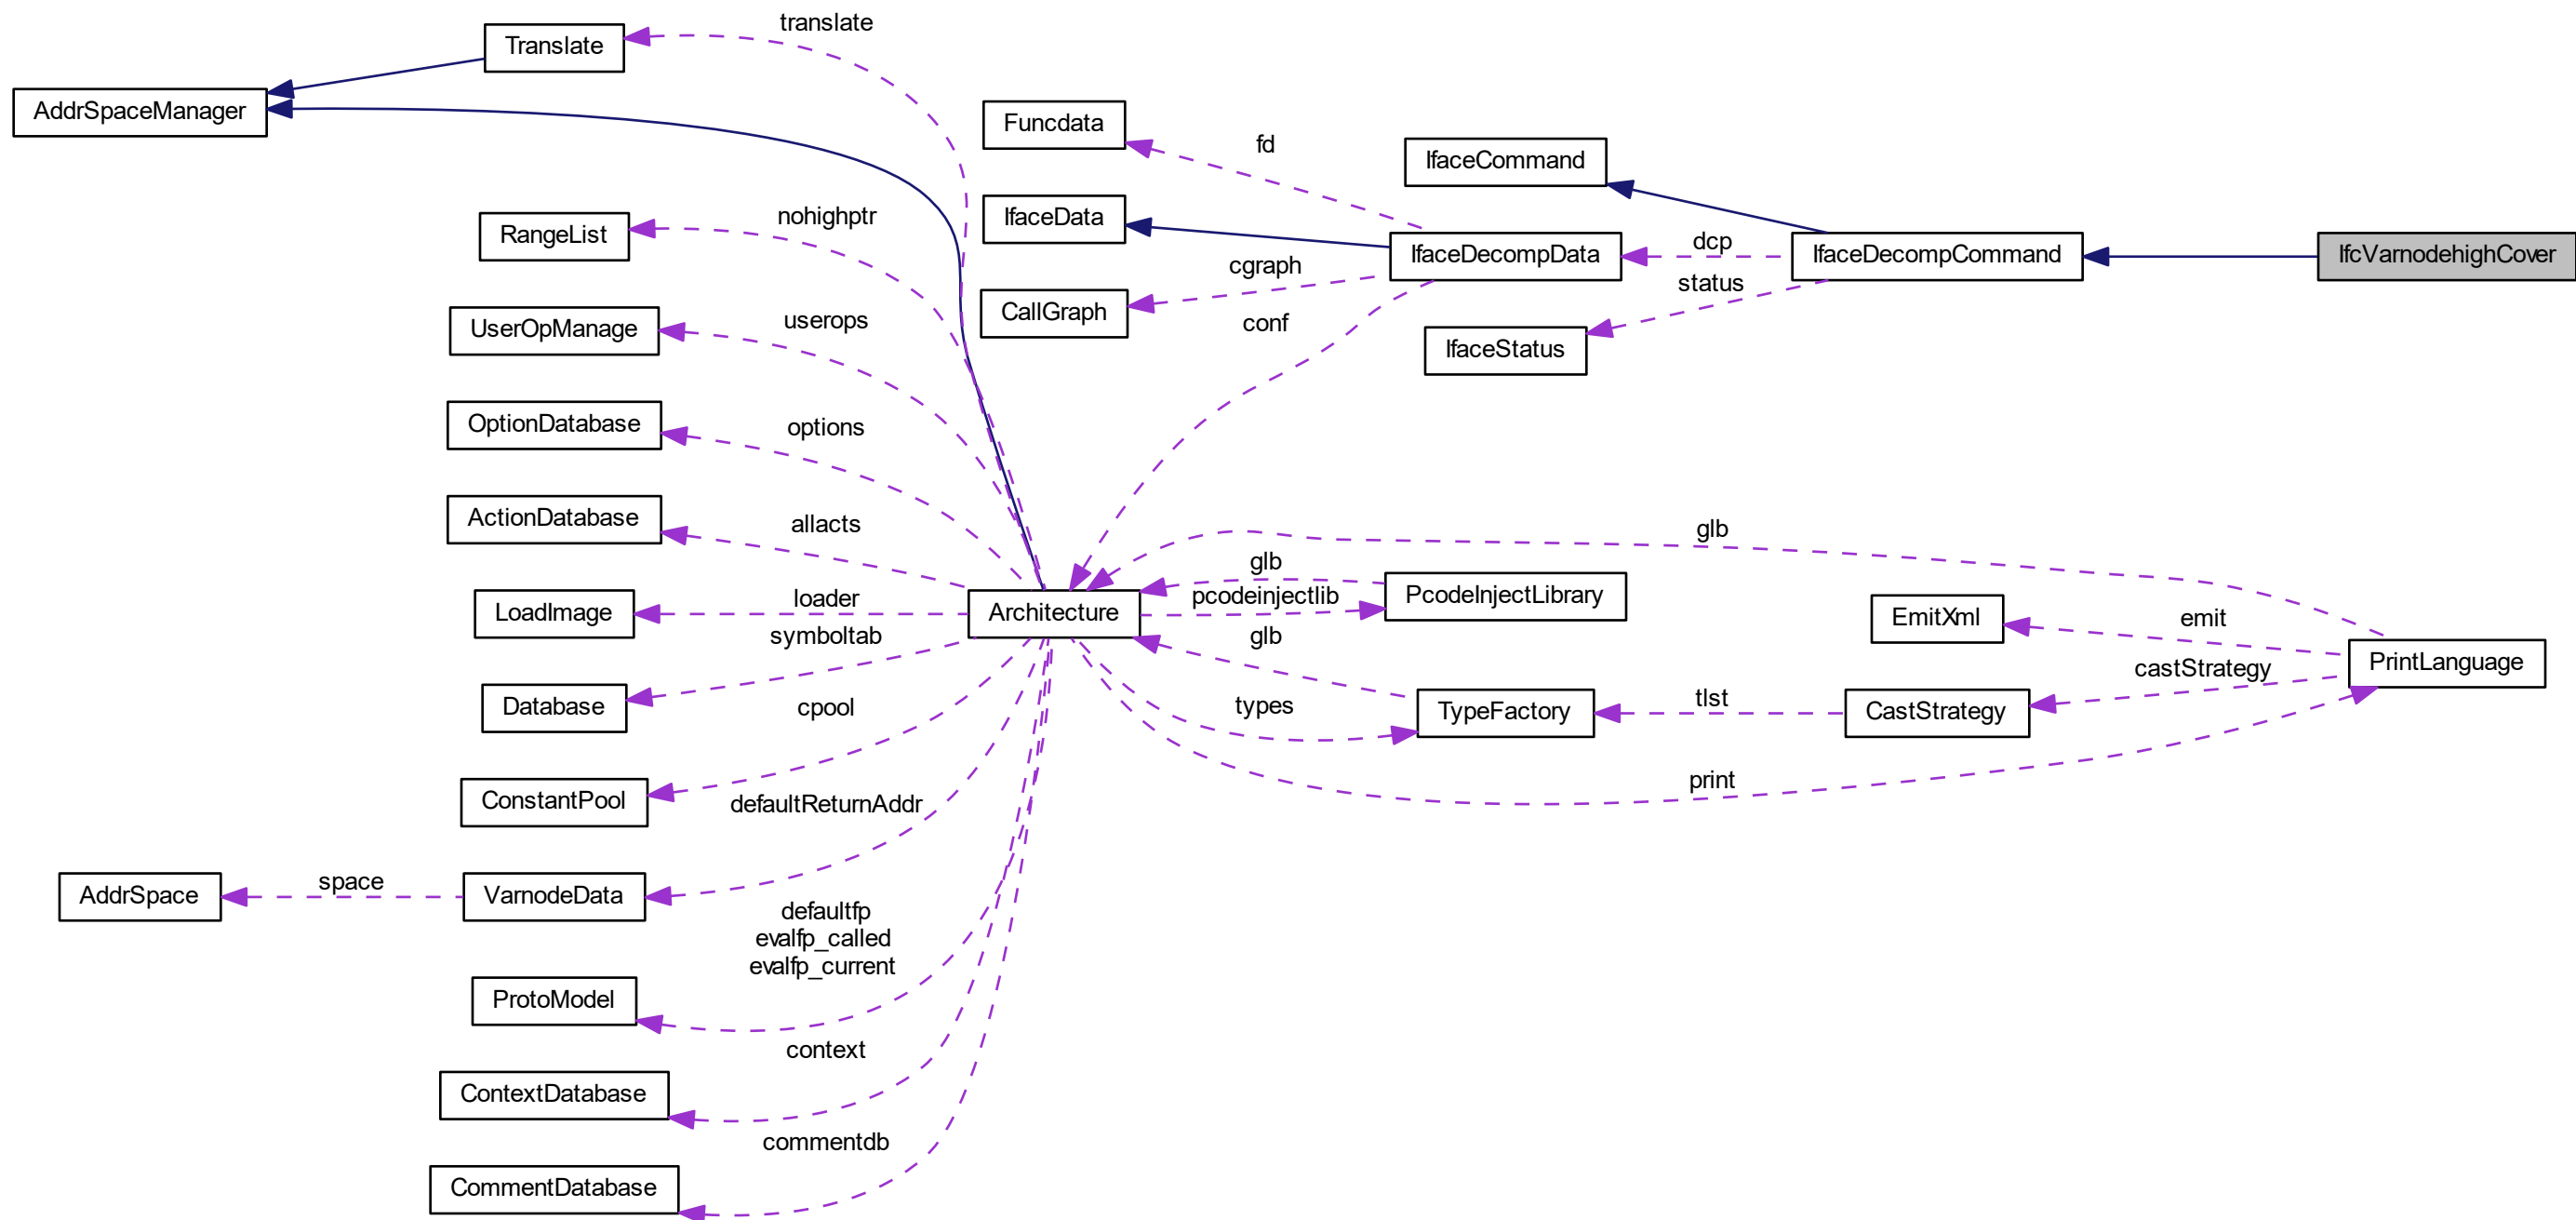 translate
Translate
AddrSpaceManager
Funcdata
fd
IfaceCommand
nohighptr
RangeList
IfaceData
IfaceDecompData
dcp
IfaceDecompCommand
IfcVarnodehighCover
cgraph
status
CallGraph
conf
userops
UserOpManage
IfaceStatus
options
OptionDatabase
allacts
ActionDatabase
glb
glb
pcodeinjectlib
PcodeInjectLibrary
loader
LoadImage
Architecture
EmitXml
emit
symboltab
glb
PrintLanguage
castStrategy
Database
cpool
types
TypeFactory
tlst
CastStrategy
print
ConstantPool
defaultReturnAddr
AddrSpace
space
VarnodeData
defaultfp
evalfp_called
evalfp_current
ProtoModel
context
ContextDatabase
commentdb
CommentDatabase